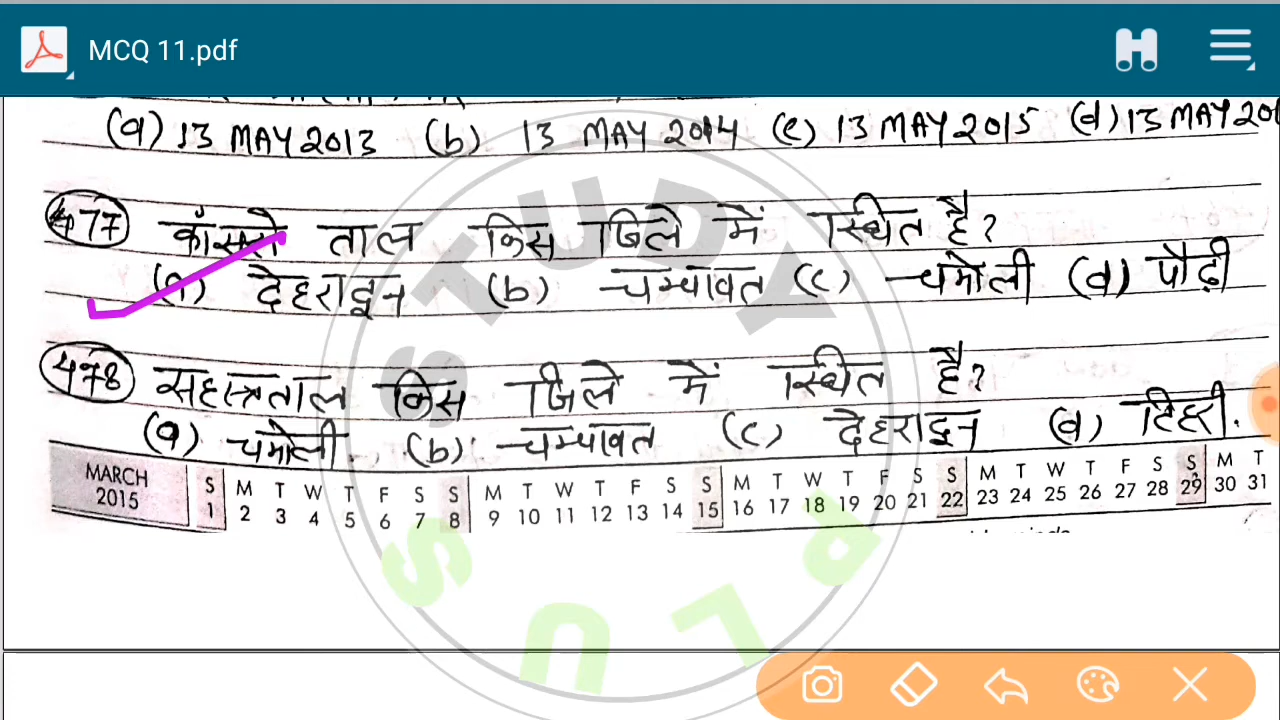 MCQ 11.pdf
(a) 13 MAY 2013 (b) 13 MAY 2014 (c) 13 MAY 2015 (d) 13 MAY 20
477 ताल किस जिले में स्थित है?
(a) देहरादून (b) चम्पावत (c) चमोली (d) पौढ़ी
478 सहस्त्रताल किस जिले में स्थित है?
(a) चमोली (b) चम्पावत (c) देहरादून (d) टिहरी.
MARCH 2015
S M T W T F S S M T W T F S S M T W T F S S M T W T F S S M T
1 2 3 4 5 6 7 8 9 10 11 12 13 14 15 16 17 18 19 20 21 22 23 24 25 26 27 28 29 30 31
STUDY
PLUS